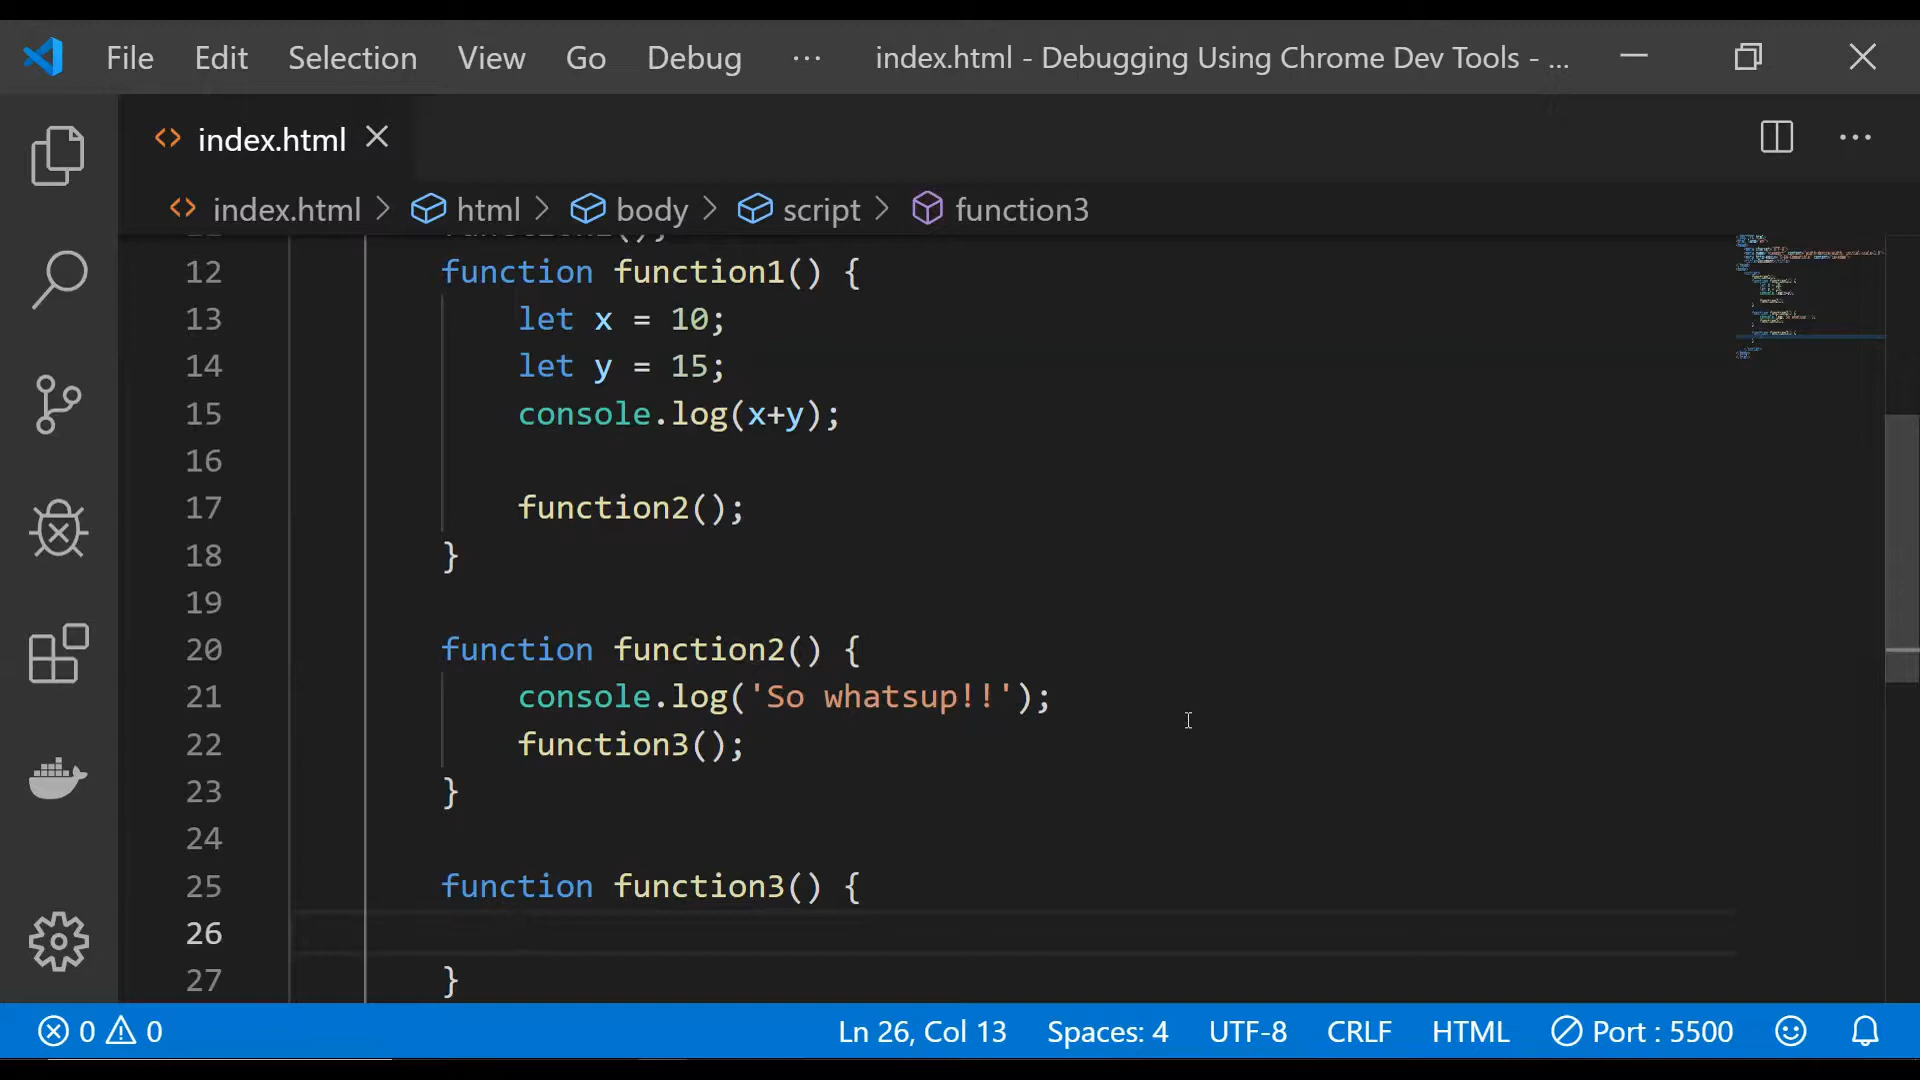 File Edit Selection View Go Debug ··· index.html - Debugging Using Chrome Dev Tools - ...
index.html
index.html > html > body > script > function3
12 function function1() {
13 let x = 10;
14 let y = 15;
15 console.log(x+y);
16
17 function2();
18 }
19
20 function function2() {
21 console.log('So whatsup!!');
22 function3();
23 }
24
25 function function3() {
26
27 }
0 0 Ln 26, Col 13 Spaces: 4 UTF-8 CRLF HTML Port : 5500